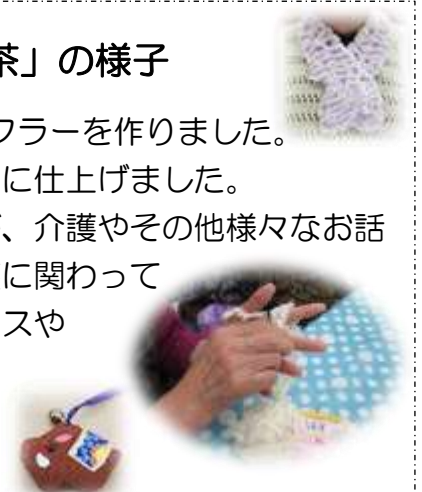 茶」の様子
フラーを作りました。
に仕上げました。
、介護やその他様々なお話
に関わって
スや